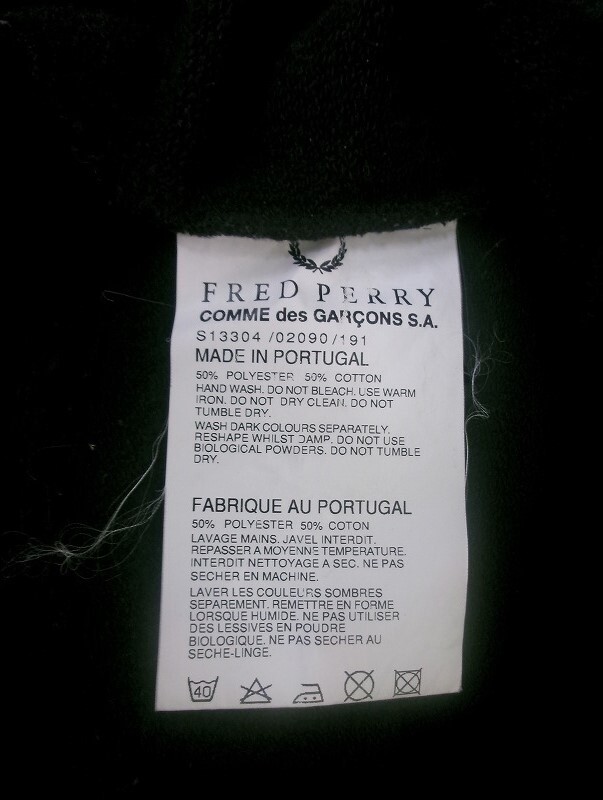 FRED PERRY
COMME des GARÇONS S.A.
S13304 /02090/191
MADE IN PORTUGAL
50% POLYESTER 50% COTTON
HAND WASH. DO NOT BLEACH. USE WARM
IRON. DO NOT DRY CLEAN. DO NOT
TUMBLE DRY.
WASH DARK COLOURS SEPARATELY.
RESHAPE WHILST DAMP. DO NOT USE
BIOLOGICAL POWDERS. DO NOT TUMBLE
DRY.
FABRIQUE AU PORTUGAL
50% POLYESTER 50% COTON
LAVAGE MAINS. JAVEL INTERDIT.
REPASSER A MOYENNE TEMPERATURE.
INTERDIT NETTOYAGE A SEC. NE PAS
SECHER EN MACHINE.
LAVER LES COULEURS SOMBRES
SEPAREMENT. REMETTRE EN FORME
LORSQUE HUMIDE. NE PAS UTILISER
DES LESSIVES EN POUDRE
BIOLOGIQUE. NE PAS SECHER AU
SECHE-LINGE.
40